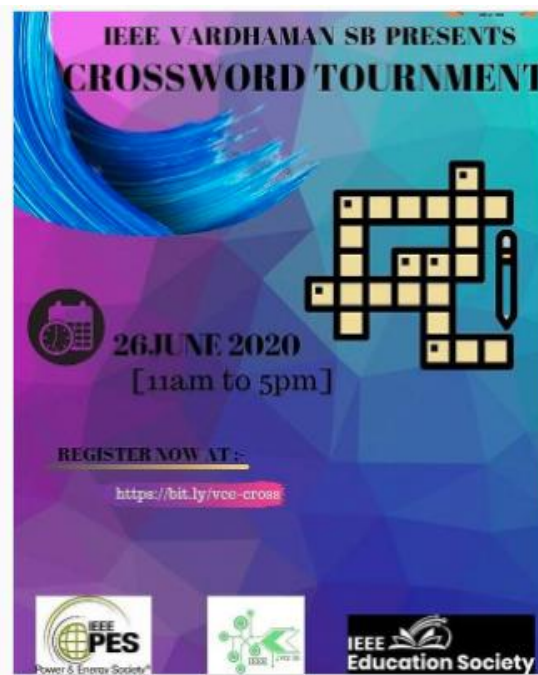 IEEE VARDHAMAN SB PRESENTS
CROSSWORD TOURNMENT
26JUNE 2020
[11am to 5pm]
REGISTER NOW AT :-
https://bit.ly/vce-cross
IEEE
PES
Power & Energy Society®
IEEE
IEEE
Education Society